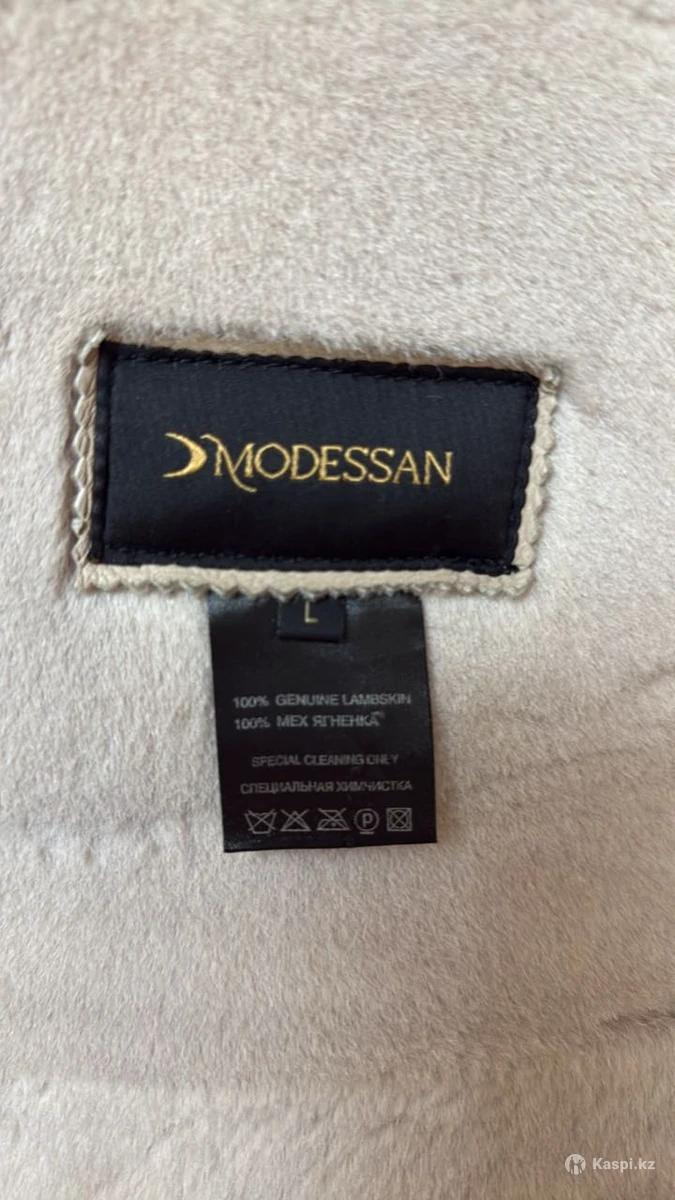 MODESSAN
L
100% GENUINE LAMBSKIN
100% МЕХ ЯГНЕНКА
SPECIAL CLEANING ONLY
СПЕЦИАЛЬНАЯ ХИМЧИСТКА
P
Kaspi.kz